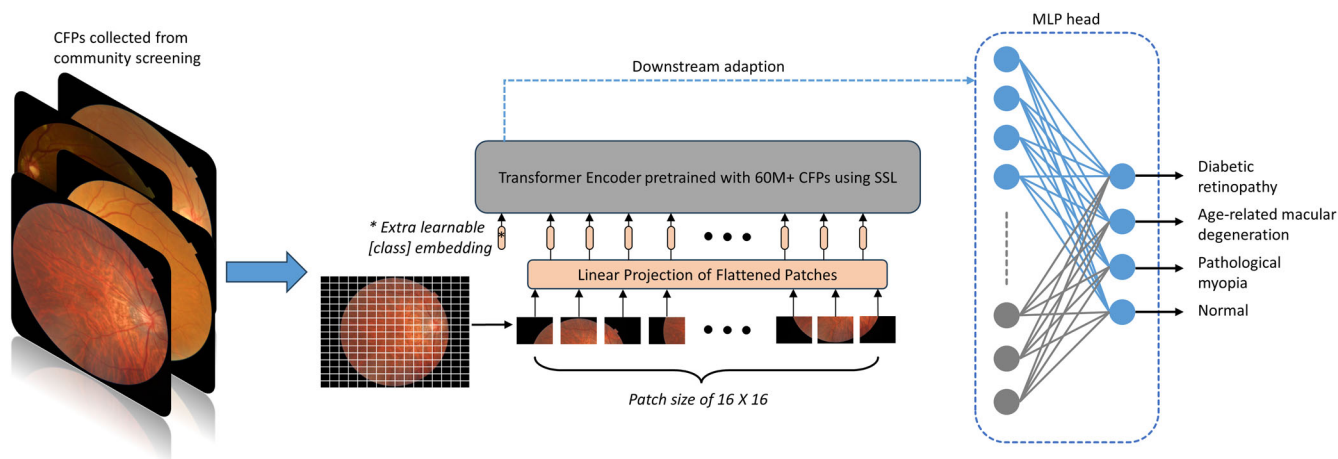 CFPs collected from
community screening
Downstream adaption
MLP head
Transformer Encoder pretrained with 60M+ CFPs using SSL
* Extra learnable
[class] embedding
*
Linear Projection of Flattened Patches
Patch size of 16 X 16
Diabetic
retinopathy
Age-related macular
degeneration
Pathological
myopia
Normal